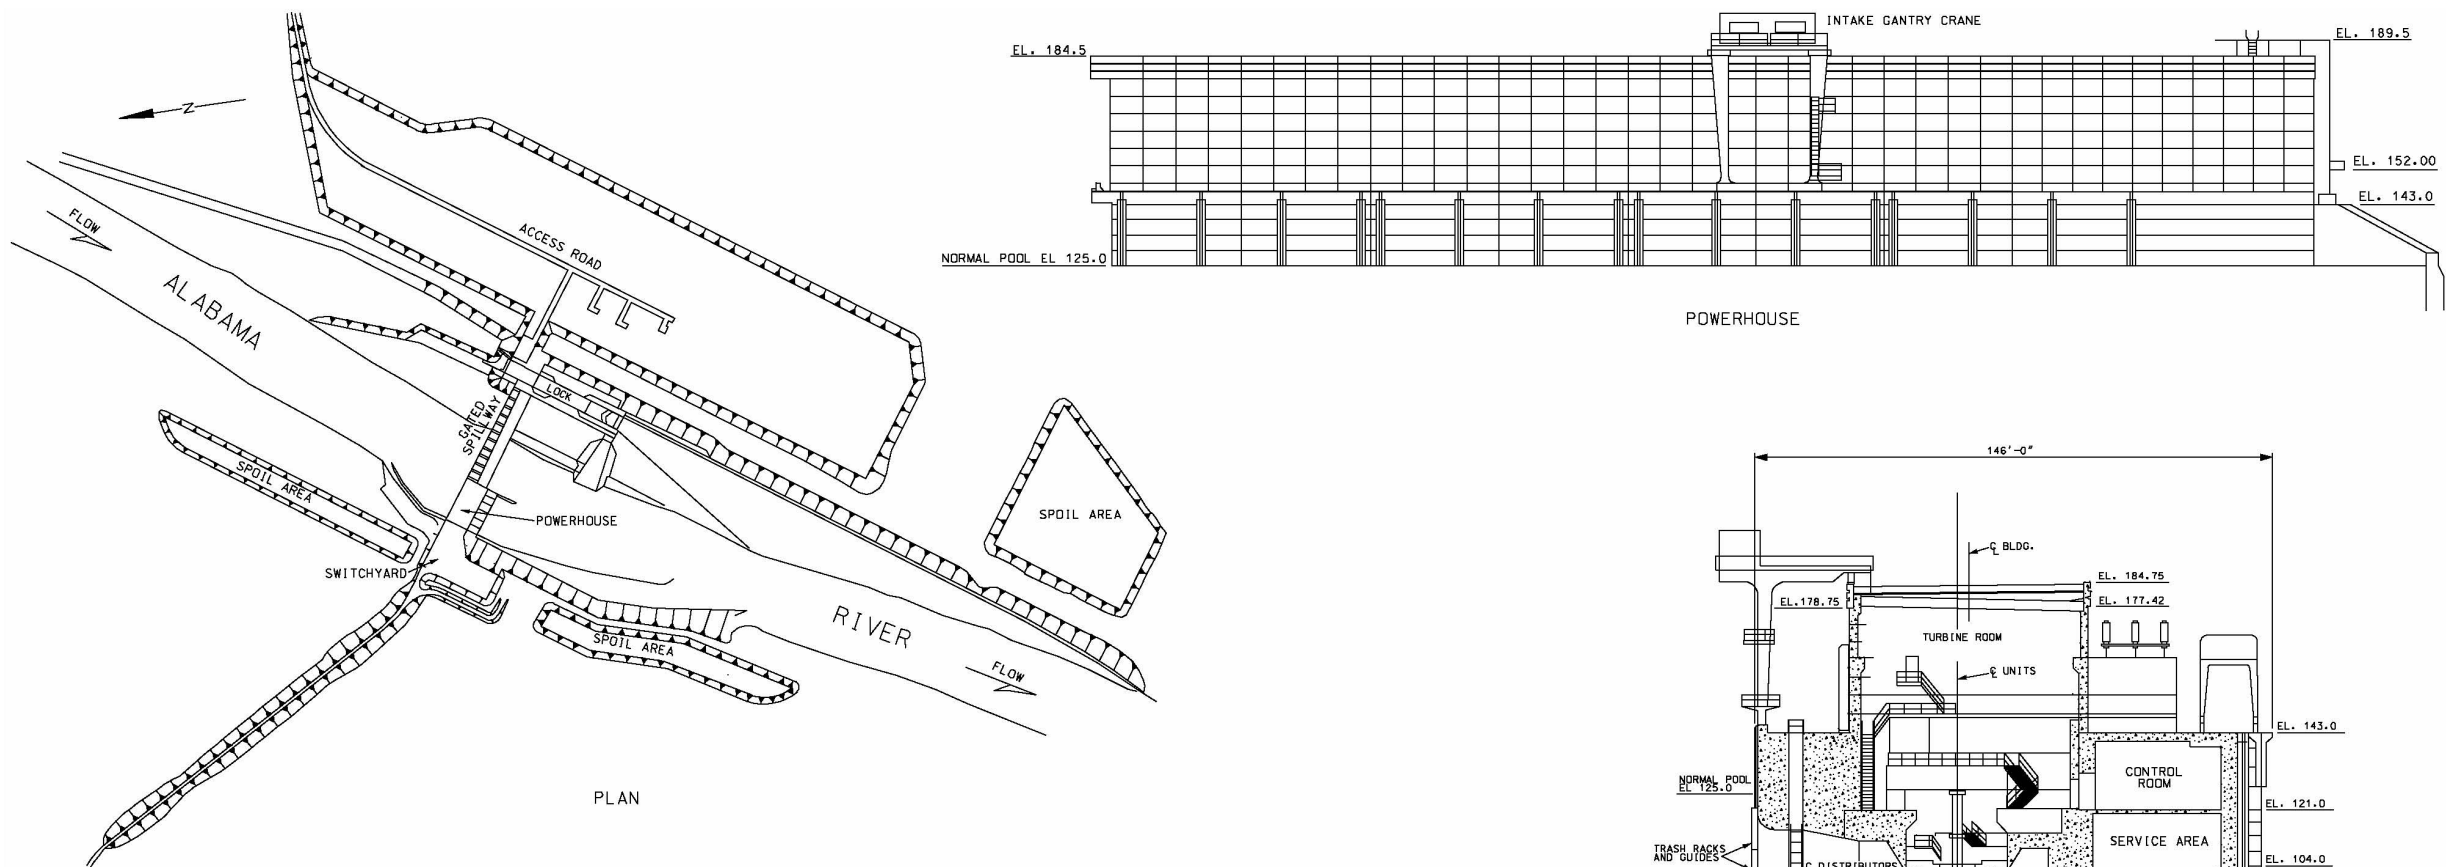 N
FLOW
ALABAMA
ACCESS ROAD
LOCK
GATED
SPILLWAY
SPOIL AREA
POWERHOUSE
SWITCHYARD
SPOIL AREA
SPOIL AREA
RIVER
FLOW
PLAN
INTAKE GANTRY CRANE
EL. 184.5
EL. 189.5
EL. 152.00
EL. 143.0
NORMAL POOL EL 125.0
POWERHOUSE
146'-0"
℄ BLDG.
EL. 184.75
EL.178.75
EL. 177.42
TURBINE ROOM
℄ UNITS
EL. 143.0
NORMAL POOL
EL 125.0
CONTROL
ROOM
EL. 121.0
SERVICE AREA
TRASH RACKS
AND GUIDES
℄ DISTRIBUTORS
EL. 104.0